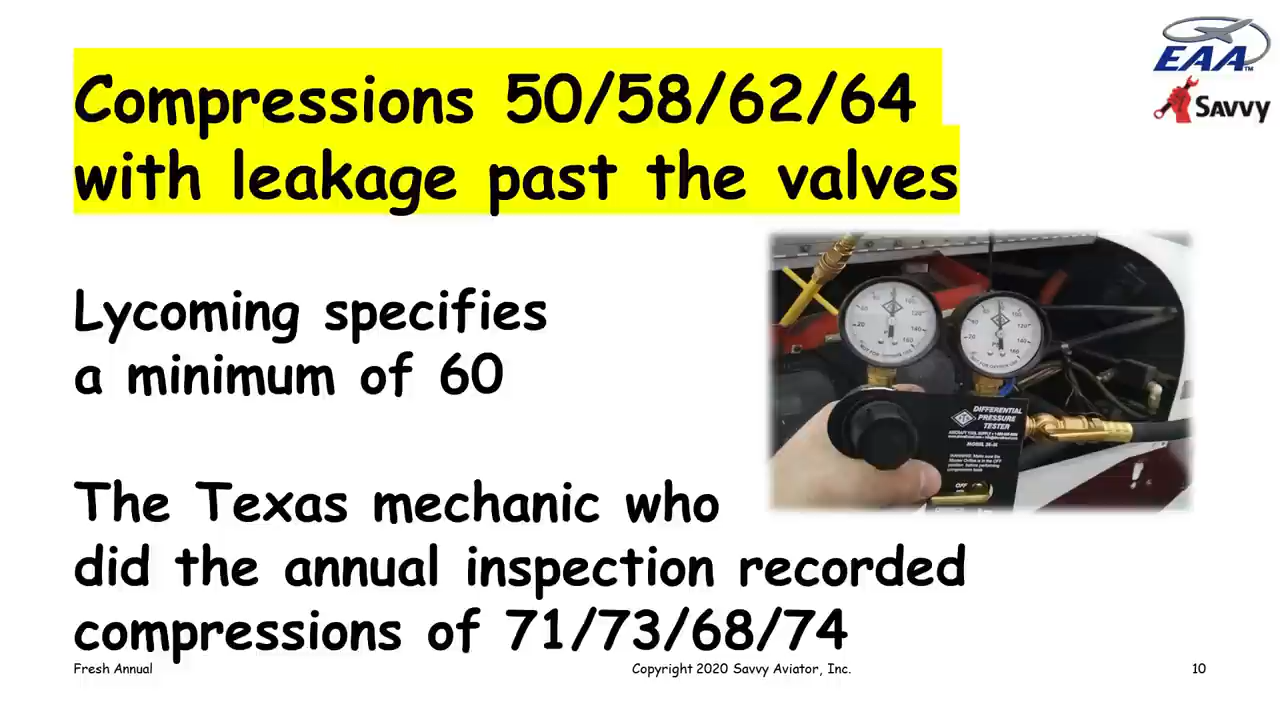 EAA
Savvy
Compressions 50/58/62/64
with leakage past the valves
Lycoming specifies
a minimum of 60
The Texas mechanic who
did the annual inspection recorded
compressions of 71/73/68/74
DIFFERENTIAL
PRESSURE
TESTER
OFF
Fresh Annual
Copyright 2020 Savvy Aviator, Inc.
10